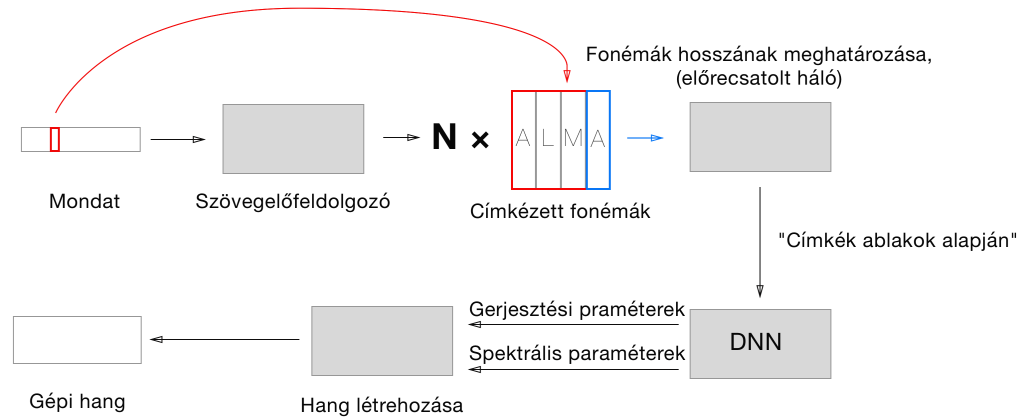 Fonémák hosszának meghatározása,
(előrecsatolt háló)
N × A L M A
Mondat
Szövegelőfeldolgozó
Címkézett fonémák
"Címkék ablakok alapján"
Gerjesztési praméterek
DNN
Spektrális paraméterek
Gépi hang
Hang létrehozása